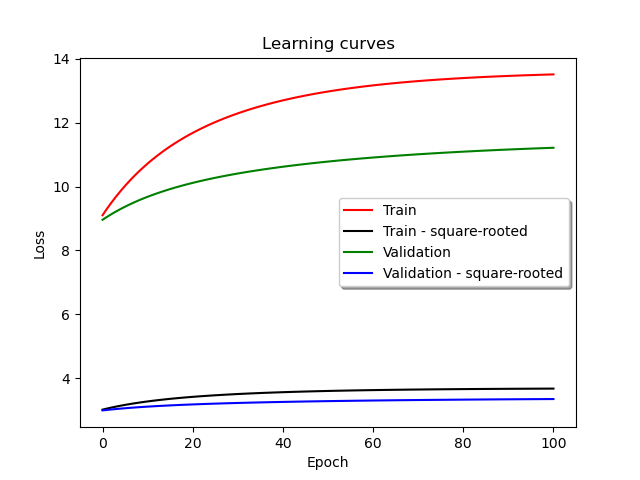 Learning curves
14
12
10
8
6
4
Loss
Train
Train - square-rooted
Validation
Validation - square-rooted
0 20 40 60 80 100
Epoch